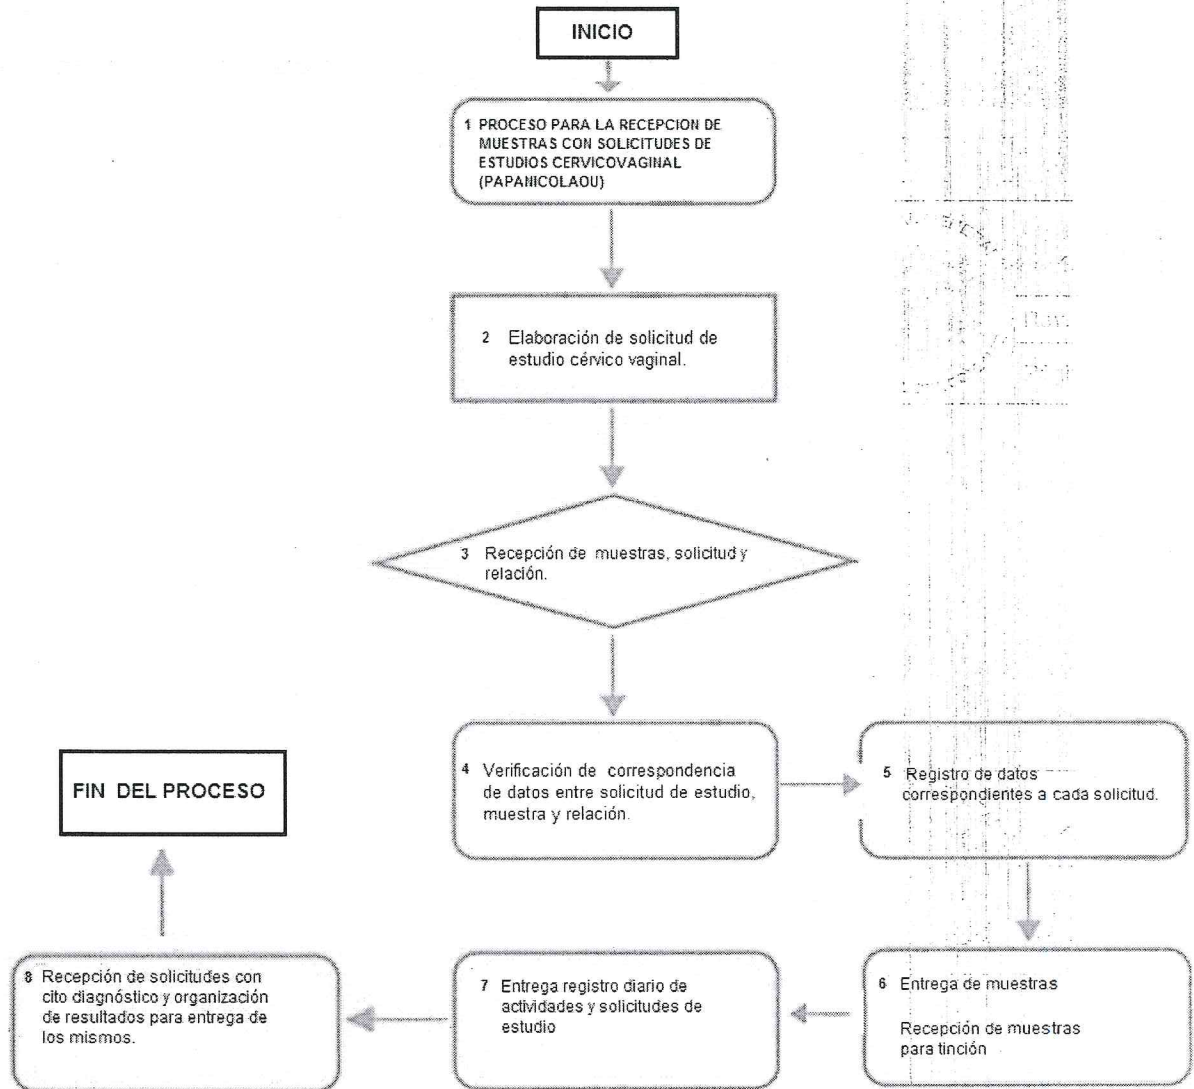 INICIO
1 PROCESO PARA LA RECEPCION DE
MUESTRAS CON SOLICITUDES DE
ESTUDIOS CERVICOVAGINAL
(PAPANICOLAOU)
2 Elaboración de solicitud de
estudio cérvico vaginal.
3 Recepción de muestras, solicitud y
relación.
4 Verificación de correspondencia
de datos entre solicitud de estudio,
muestra y relación.
5 Registro de datos
correspondientes a cada solicitud.
6 Entrega de muestras
Recepción de muestras
para tinción
7 Entrega registro diario de
actividades y solicitudes de
estudio
8 Recepción de solicitudes con
cito diagnóstico y organización
de resultados para entrega de
los mismos.
FIN DEL PROCESO